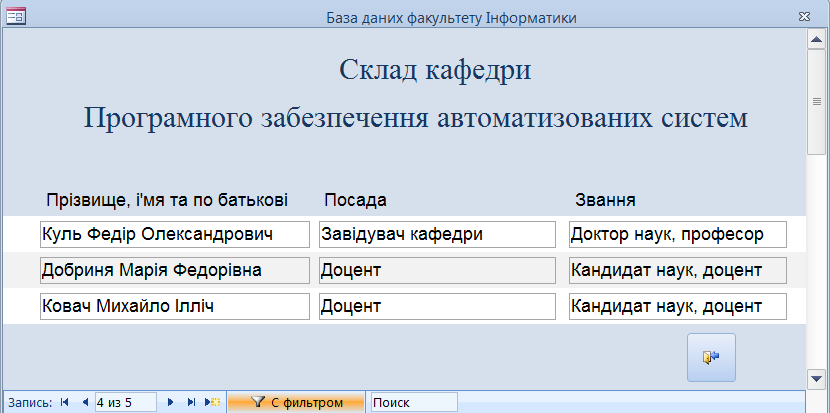 База даних факультету Інформатики
Склад кафедри
Програмного забезпечення автоматизованих систем
Прізвище, і'мя та по батькові Посада Звання
Куль Федір Олександрович Завідувач кафедри Доктор наук, професор
Добриня Марія Федорівна Доцент Кандидат наук, доцент
Ковач Михайло Ілліч Доцент Кандидат наук, доцент
Запись: 4 из 5 С фильтром Поиск